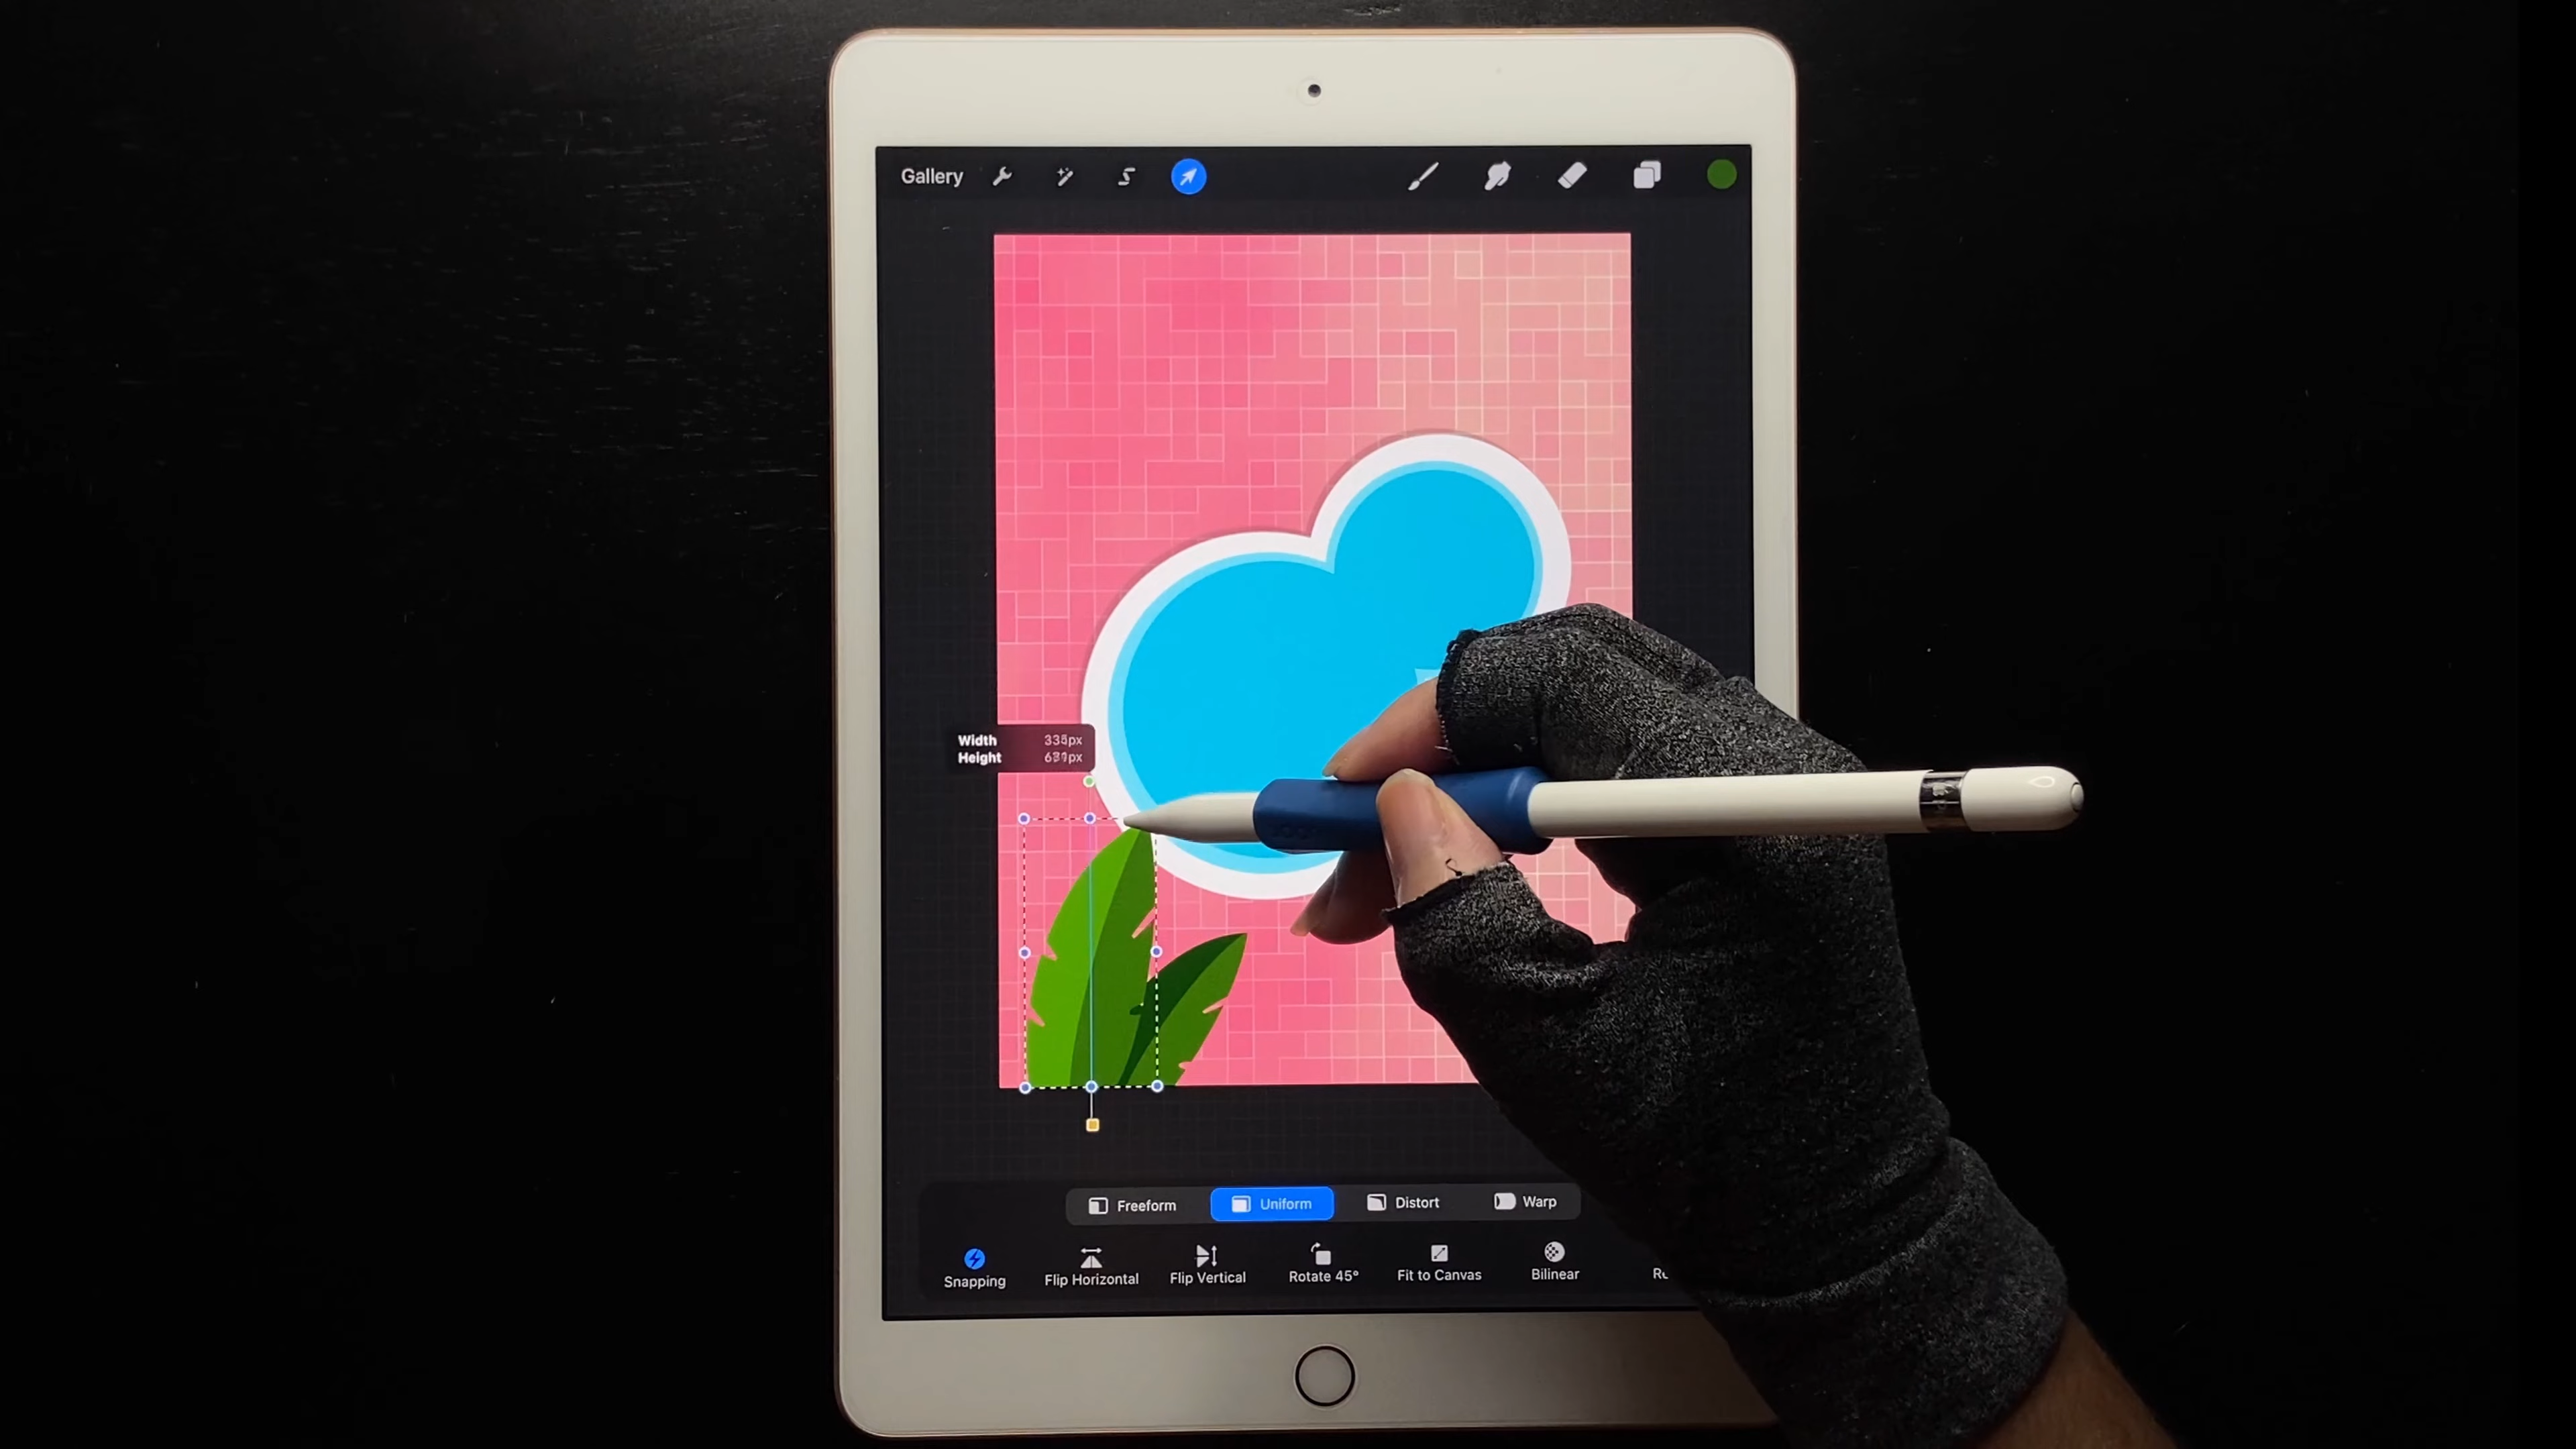 Gallery
Width
Height
Freeform Uniform Distort Warp
Snapping Flip Horizontal Flip Vertical Rotate 45° Fit to Canvas Bilinear